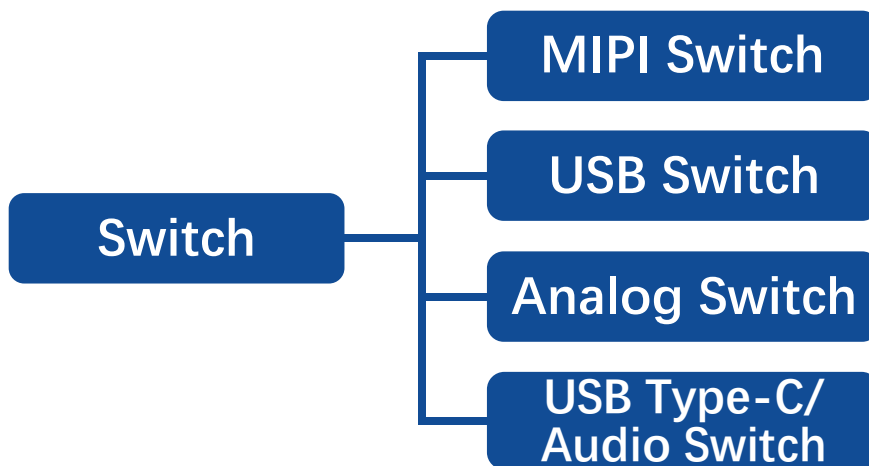 Switch
MIPI Switch
USB Switch
Analog Switch
USB Type-C/
Audio Switch